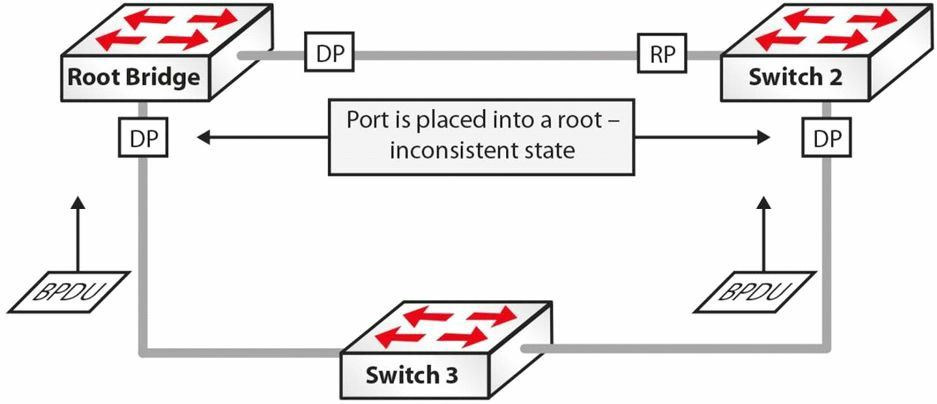 DP
RP
Root Bridge
Switch 2
Port is placed into a root –
inconsistent state
DP
DP
BPDU
BPDU
Switch 3